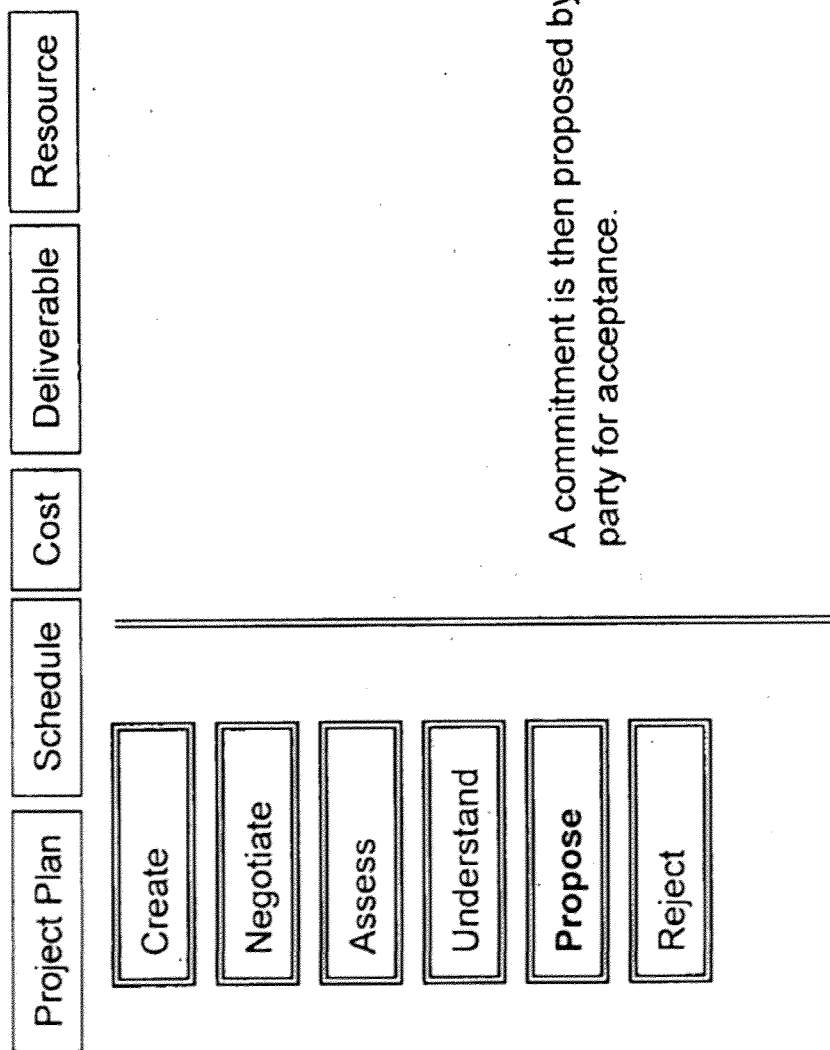 Project Plan
Schedule
Cost
Deliverable
Resource
Create
Negotiate
Assess
Understand
Propose
Reject
A commitment is then proposed by
party for acceptance.